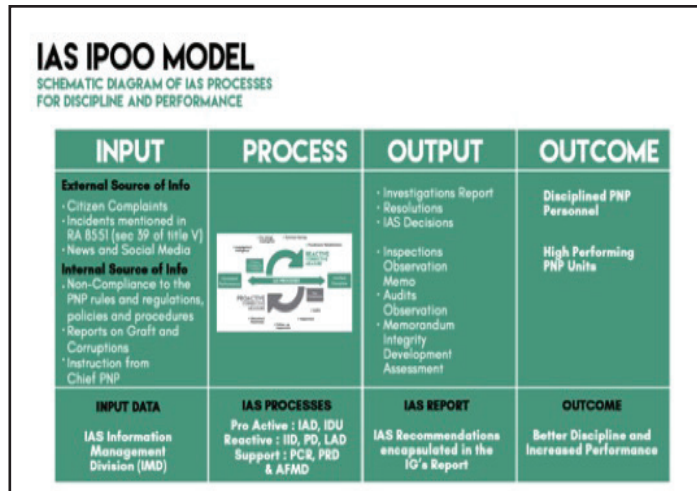 IAS IPOO MODEL
SCHEMATIC DIAGRAM OF IAS PROCESSES
FOR DISCIPLINE AND PERFORMANCE
INPUT
External Source of Info
• Citizen Complaints
• Incidents mentioned in
RA 8551 (sec 39 of title V)
• News and Social Media
Internal Source of Info
• Non-Compliance to the
PNP rules and regulations,
policies and procedures
• Reports on Graft and
Corruptions
• Instruction from
Chief PNP
INPUT DATA
IAS Information
Management
Division (IMD)
PROCESS
REACTIVE
PROACTIVE
IAS PROCESSES
Pro Active : IAD, IDU
Reactive : IID, PD, LAD
Support : PCR, PRD
& AFMD
OUTPUT
• Investigations Report
• Resolutions
• IAS Decisions
• Inspections
Observation
Memo
• Audits
Observation
• Memorandum
Integrity
Development
Assessment
IAS REPORT
IAS Recommendations
encapsulated in the
IG's Report
OUTCOME
Disciplined PNP
Personnel
High Performing
PNP Units
OUTCOME
Better Discipline and
Increased Performance